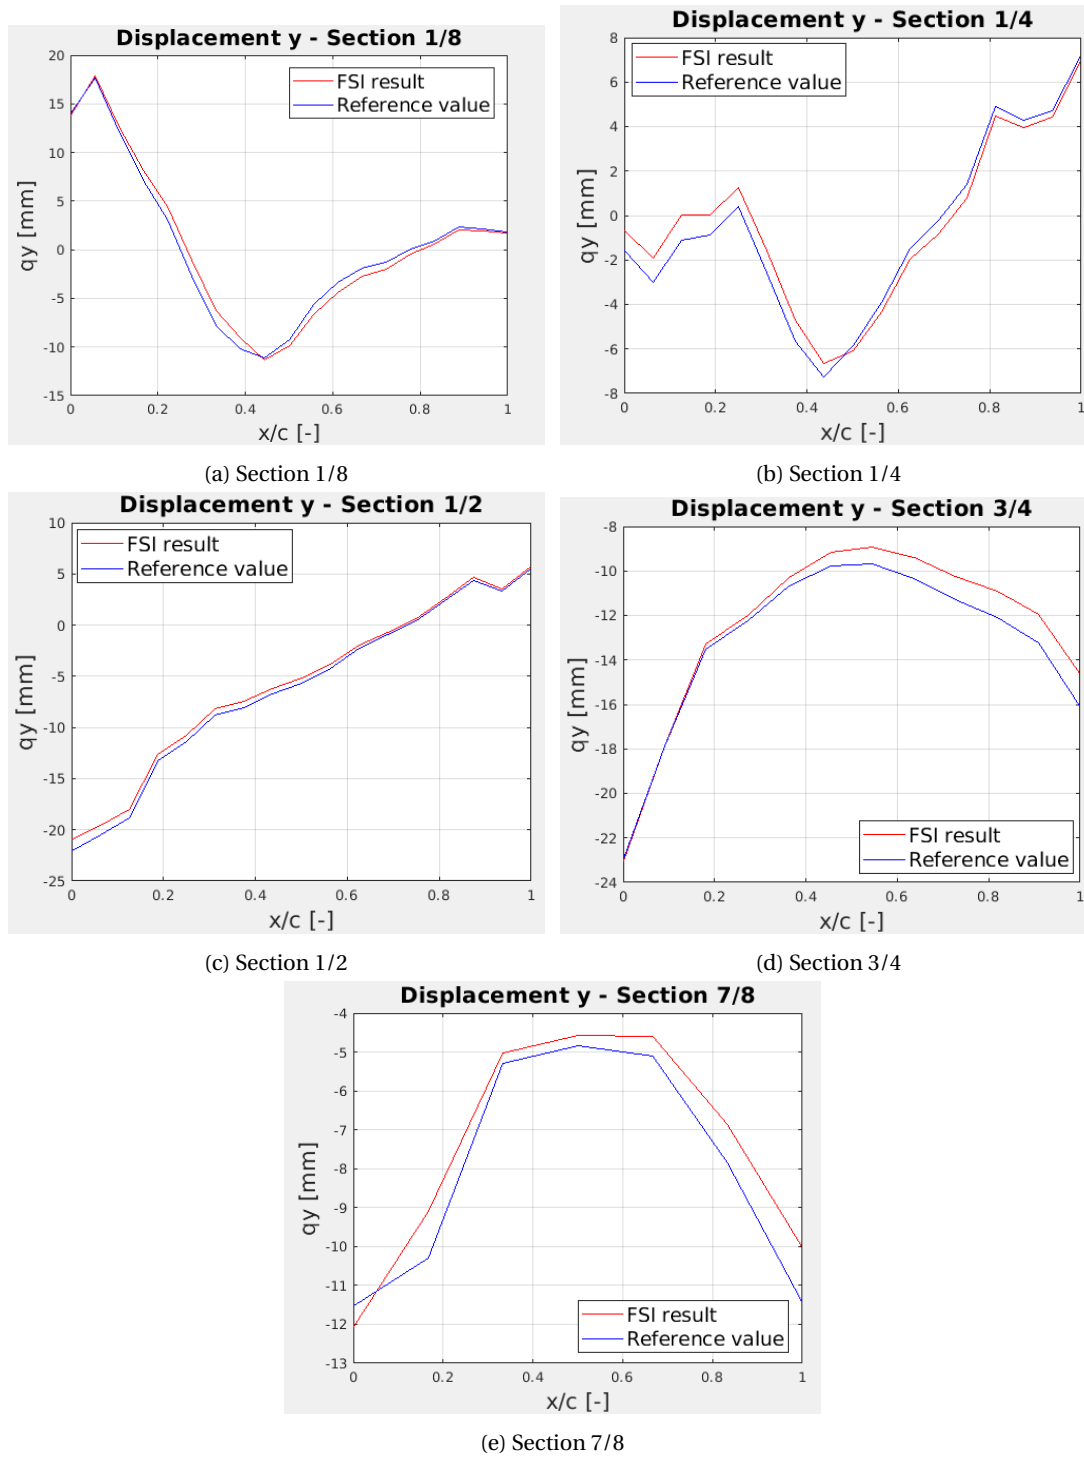 Displacement y - Section 1/8
20
15
10
5
0
-5
-10
-15
qy [mm]
FSI result
Reference value
0 0.2 0.4 0.6 0.8 1
x/c [-]
(a) Section 1/8
Displacement y - Section 1/4
8
6
4
2
0
-2
-4
-6
-8
qy [mm]
FSI result
Reference value
0 0.2 0.4 0.6 0.8 1
x/c [-]
(b) Section 1/4
Displacement y - Section 1/2
10
5
0
-5
-10
-15
-20
-25
qy [mm]
FSI result
Reference value
0 0.2 0.4 0.6 0.8 1
x/c [-]
(c) Section 1/2
Displacement y - Section 3/4
-8
-10
-12
-14
-16
-18
-20
-22
-24
qy [mm]
FSI result
Reference value
0 0.2 0.4 0.6 0.8 1
x/c [-]
(d) Section 3/4
Displacement y - Section 7/8
-4
-5
-6
-7
-8
-9
-10
-11
-12
-13
qy [mm]
FSI result
Reference value
0 0.2 0.4 0.6 0.8 1
x/c [-]
(e) Section 7/8